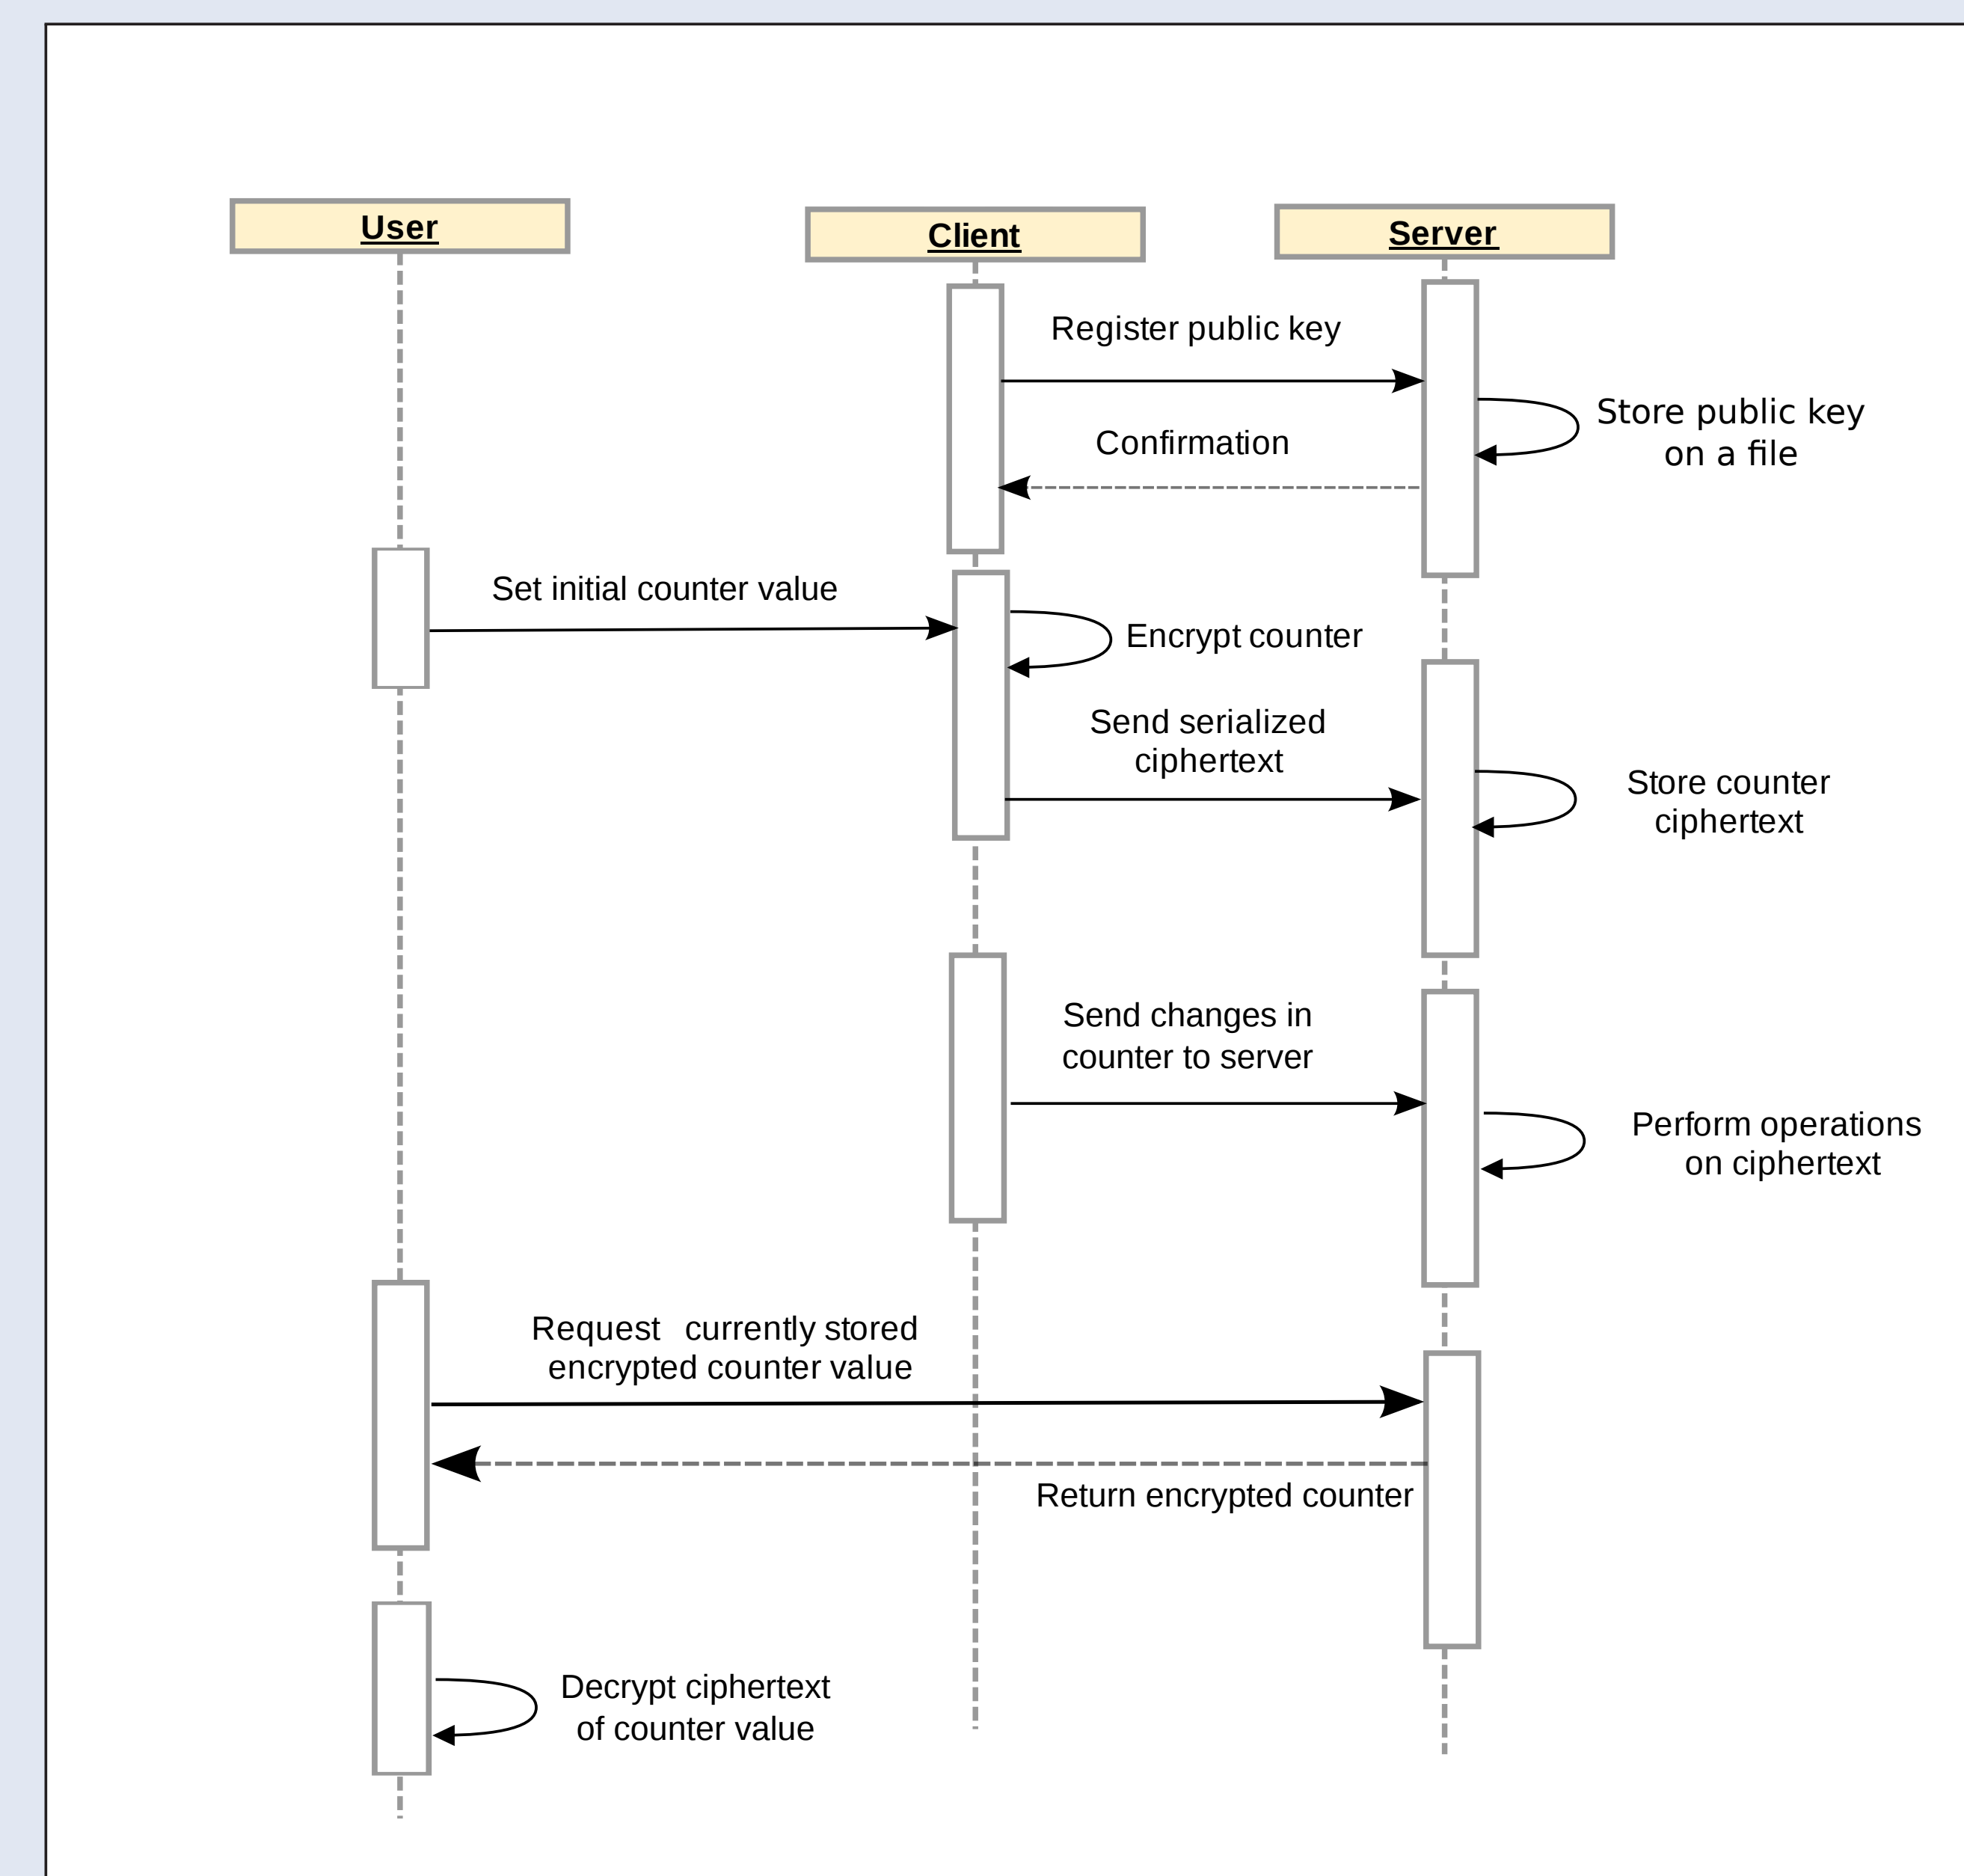 User
Client
Server
Register public key
Store public key
on a file
Confirmation
Set initial counter value
Encrypt counter
Send serialized
ciphertext
Store counter
ciphertext
Send changes in
counter to server
Perform operations
on ciphertext
Request currently stored
encrypted counter value
Return encrypted counter
Decrypt ciphertext
of counter value